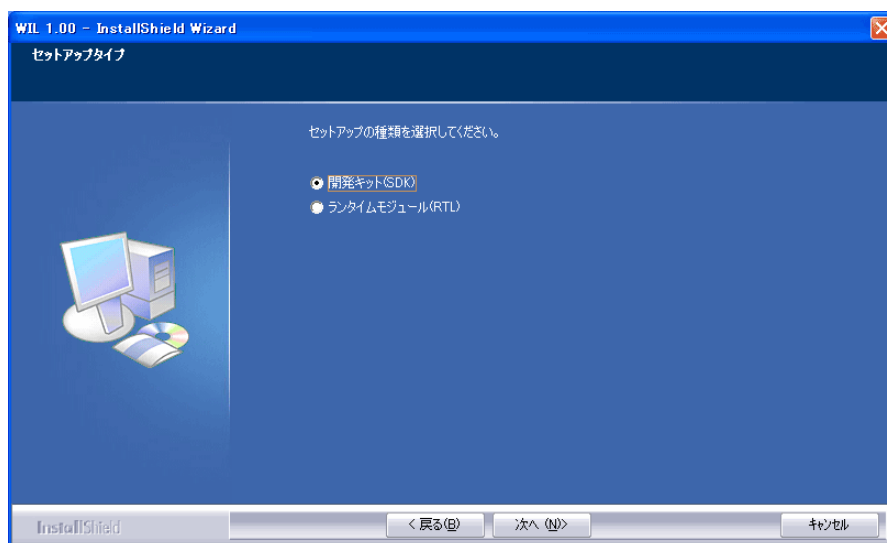 WIL 1.00 - InstallShield Wizard
セットアップタイプ
セットアップの種類を選択してください。
開発キット(SDK)
ランタイムモジュール(RTL)
InstallShield
< 戻る(B)
次へ (N)>
キャンセル